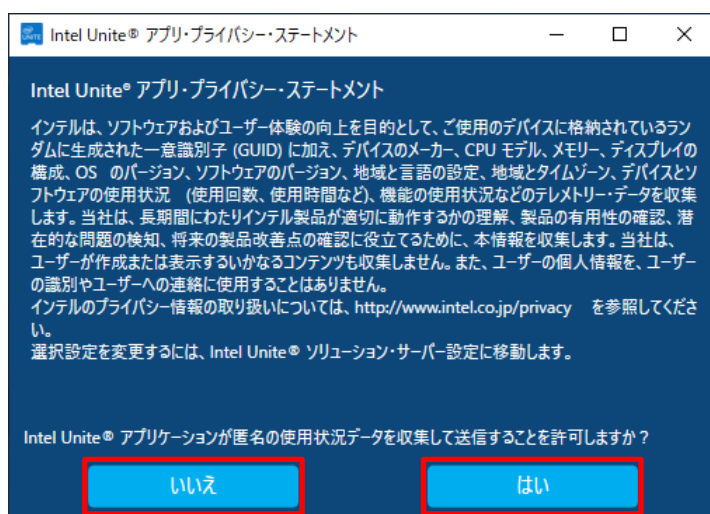 Intel Unite® アプリ・プライバシー・ステートメント
Intel Unite® アプリ・プライバシー・ステートメント
インテルは、ソフトウェアおよびユーザー体験の向上を目的として、ご使用のデバイスに格納されているラン
ダムに生成された一意識別子 (GUID) に加え、デバイスのメーカー、CPU モデル、メモリー、ディスプレイの
構成、OS のバージョン、ソフトウェアのバージョン、地域と言語の設定、地域とタイムゾーン、デバイスとソ
フトウェアの使用状況 (使用回数、使用時間など)、機能の使用状況などのテレメトリー・データを収集
します。当社は、長期間にわたりインテル製品が適切に動作するかの理解、製品の有用性の確認、潜
在的な問題の検知、将来の製品改善点の確認に役立てるために、本情報を収集します。当社は、
ユーザーが作成または表示するいかなるコンテンツも収集しません。また、ユーザーの個人情報を、ユーザー
の識別やユーザーへの連絡に使用することはありません。
インテルのプライバシー情報の取り扱いについては、http://www.intel.co.jp/privacy を参照してくださ
い。
選択設定を変更するには、Intel Unite® ソリューション・サーバー設定に移動します。
Intel Unite® アプリケーションが匿名の使用状況データを収集して送信することを許可しますか？
いいえ はい